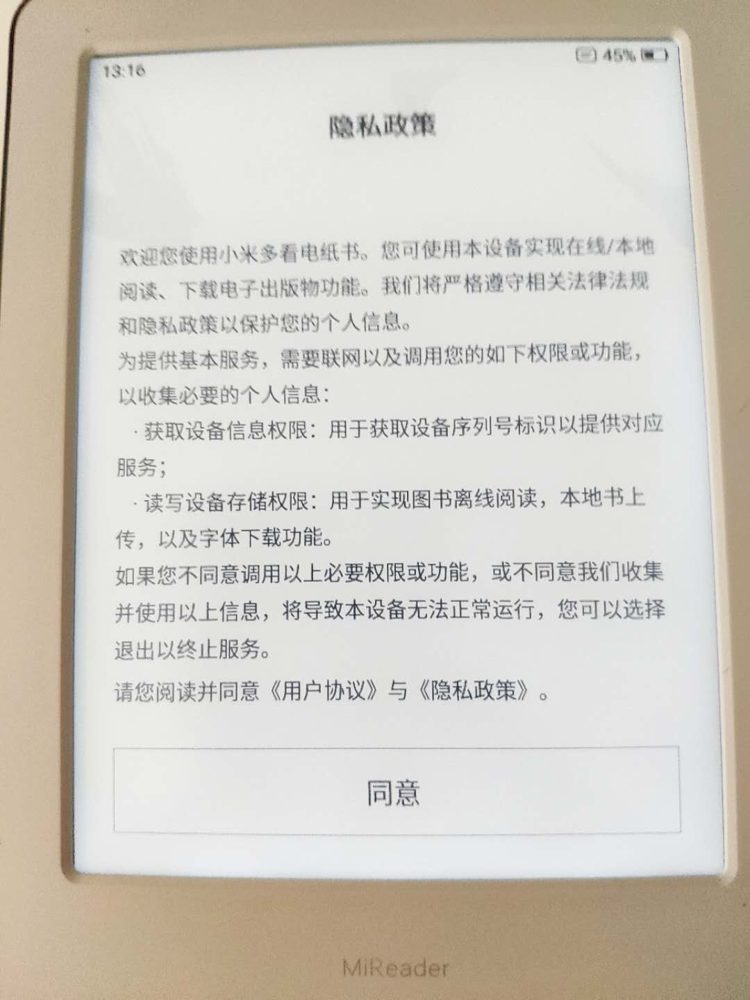 13:16
45%
隐私政策
欢迎您使用小米多看电纸书。您可使用本设备实现在线/本地
阅读、下载电子出版物功能。我们将严格遵守相关法律法规
和隐私政策以保护您的个人信息。
为提供基本服务，需要联网以及调用您的如下权限或功能，
以收集必要的个人信息：
·获取设备信息权限：用于获取设备序列号标识以提供对应
服务；
·读写设备存储权限：用于实现图书离线阅读，本地书上
传，以及字体下载功能。
如果您不同意调用以上必要权限或功能，或不同意我们收集
并使用以上信息，将导致本设备无法正常运行，您可以选择
退出以终止服务。
请您阅读并同意《用户协议》与《隐私政策》。
同意
MiReader